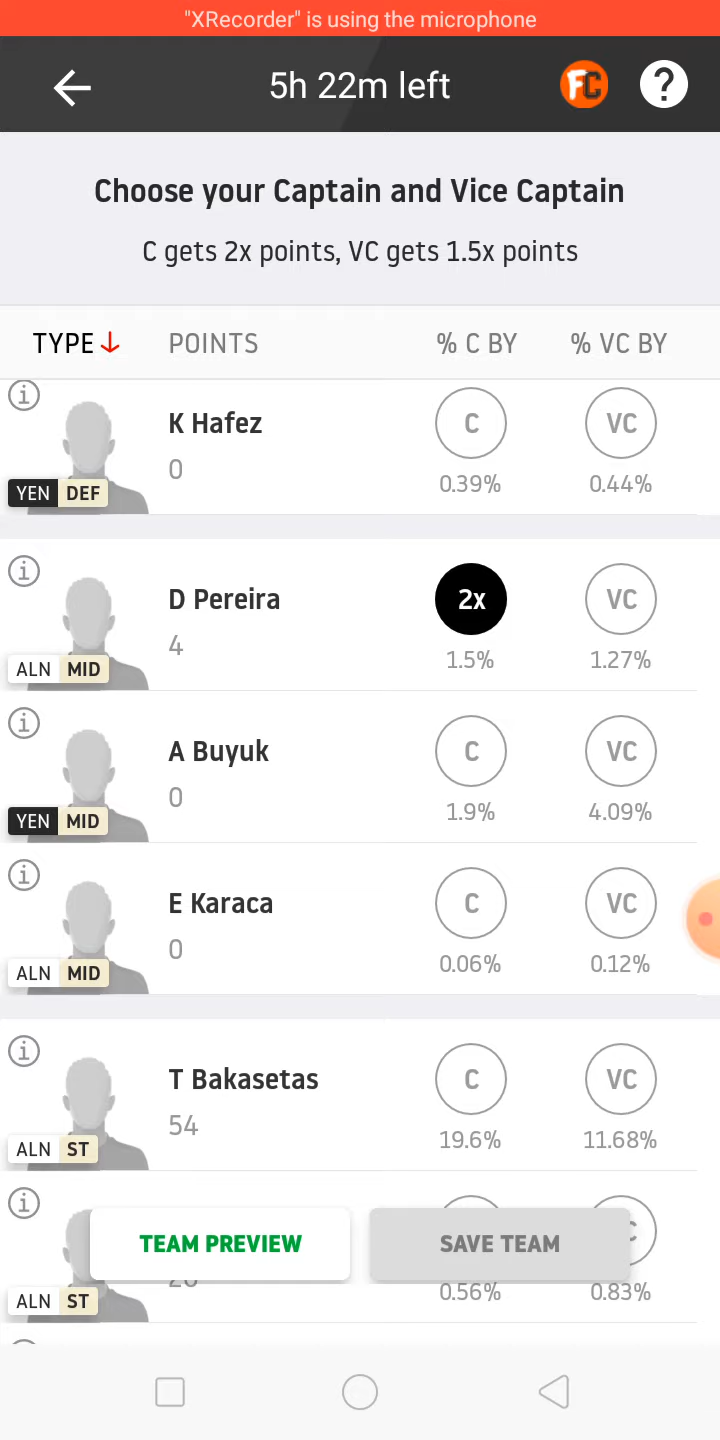 "XRecorder" is using the microphone
5h 22m left
FC
?
Choose your Captain and Vice Captain
C gets 2x points, VC gets 1.5x points
TYPE POINTS % C BY % VC BY
K Hafez C VC
0
YEN DEF 0.39% 0.44%
D Pereira 2x VC
4
ALN MID 1.5% 1.27%
A Buyuk C VC
0
YEN MID 1.9% 4.09%
E Karaca C VC
0
ALN MID 0.06% 0.12%
T Bakasetas C VC
54
ALN ST 19.6% 11.68%
TEAM PREVIEW SAVE TEAM
ALN ST 0.56% 0.83%